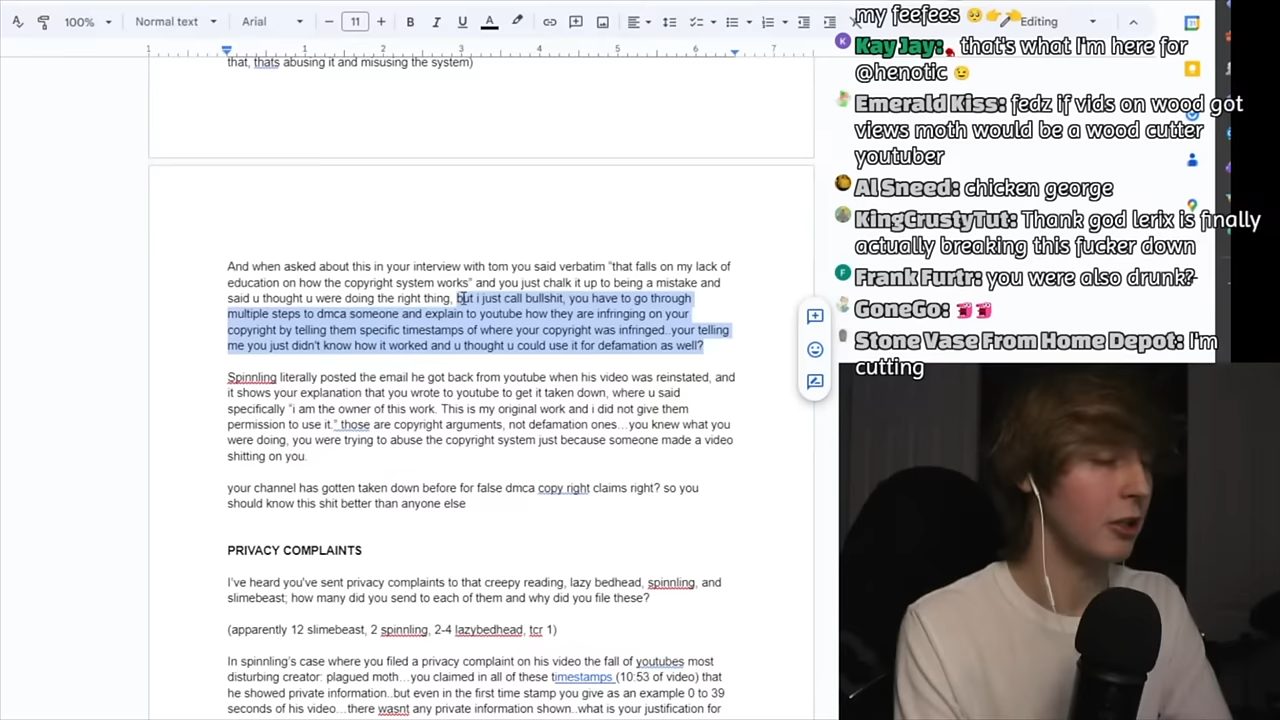 100%
Normal text
Arial
11
B I U A
Editing
1 1 2 3 4 5 6 7
that, thats abusing it and misusing the system)
And when asked about this in your interview with tom you said verbatim "that falls on my lack of
education on how the copyright system works" and you just chalk it up to being a mistake and
said u thought u were doing the right thing, but i just call bullshit, you have to go through
multiple steps to dmca someone and explain to youtube how they are infringing on your
copyright by telling them specific timestamps of where your copyright was infringed..your telling
me you just didn't know how it worked and u thought u could use it for defamation as well?
Spinnling literally posted the email he got back from youtube when his video was reinstated, and
it shows your explanation that you wrote to youtube to get it taken down, where u said
specifically "i am the owner of this work. This is my original work and i did not give them
permission to use it." those are copyright arguments, not defamation ones...you knew what you
were doing, you were trying to abuse the copyright system just because someone made a video
shitting on you.
your channel has gotten taken down before for false dmca copy right claims right? so you
should know this shit better than anyone else
PRIVACY COMPLAINTS
I've heard you've sent privacy complaints to that creepy reading, lazy bedhead, spinnling, and
slimebeast; how many did you send to each of them and why did you file these?
(apparently 12 slimebeast, 2 spinnling, 2-4 lazybedhead, tcr 1)
In spinnling's case where you filed a privacy complaint on his video the fall of youtubes most
disturbing creator: plagued moth...you claimed in all of these timestamps (10:53 of video) that
he showed private information..but even in the first time stamp you give as an example 0 to 39
seconds of his video...there wasnt any private information shown..what is your justification for
my feefees 🥺👉👈
KayJay: that's what I'm here for
@henotic 😉
Emerald Kiss: fedz if vids on wood got
views moth would be a wood cutter
youtuber
Al Sneed: chicken george
KingCrustyTut: Thank god lerix is finally
actually breaking this fucker down
Frank Furtr: you were also drunk?
GoneGo:
Stone Vase From Home Depot: I'm
cutting